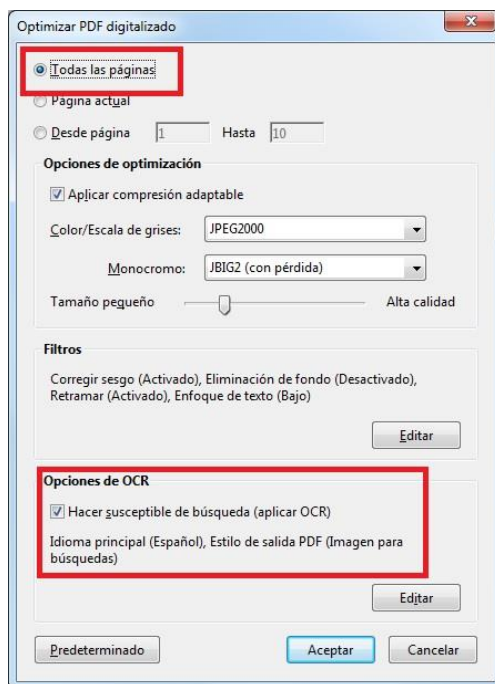 Optimizar PDF digitalizado
Todas las páginas
Página actual
Desde página 1 Hasta 10
Opciones de optimización
Aplicar compresión adaptable
Color/Escala de grises: JPEG2000
Monocromo: JBIG2 (con pérdida)
Tamaño pequeño Alta calidad
Filtros
Corregir sesgo (Activado), Eliminación de fondo (Desactivado),
Retramar (Activado), Enfoque de texto (Bajo)
Editar
Opciones de OCR
Hacer susceptible de búsqueda (aplicar OCR)
Idioma principal (Español), Estilo de salida PDF (Imagen para
búsquedas)
Editar
Predeterminado Aceptar Cancelar